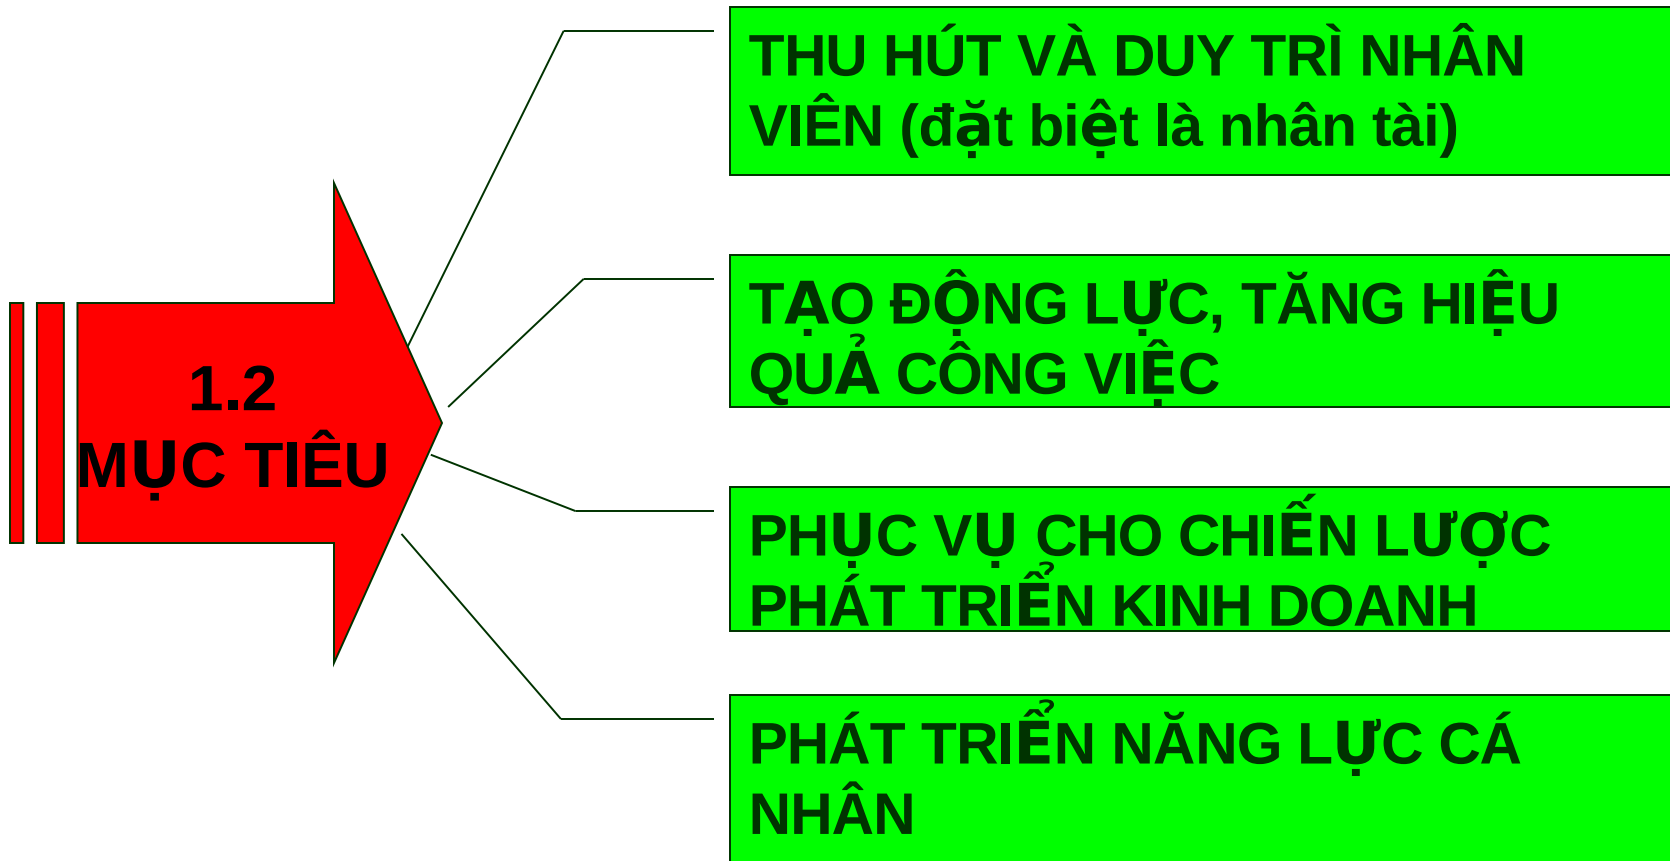 1.2
MỤC TIÊU
THU HÚT VÀ DUY TRÌ NHÂN
VIÊN (đặt biệt là nhân tài)
TẠO ĐỘNG LỰC, TĂNG HIỆU
QUẢ CÔNG VIỆC
PHỤC VỤ CHO CHIẾN LƯỢC
PHÁT TRIỂN KINH DOANH
PHÁT TRIỂN NĂNG LỰC CÁ
NHÂN